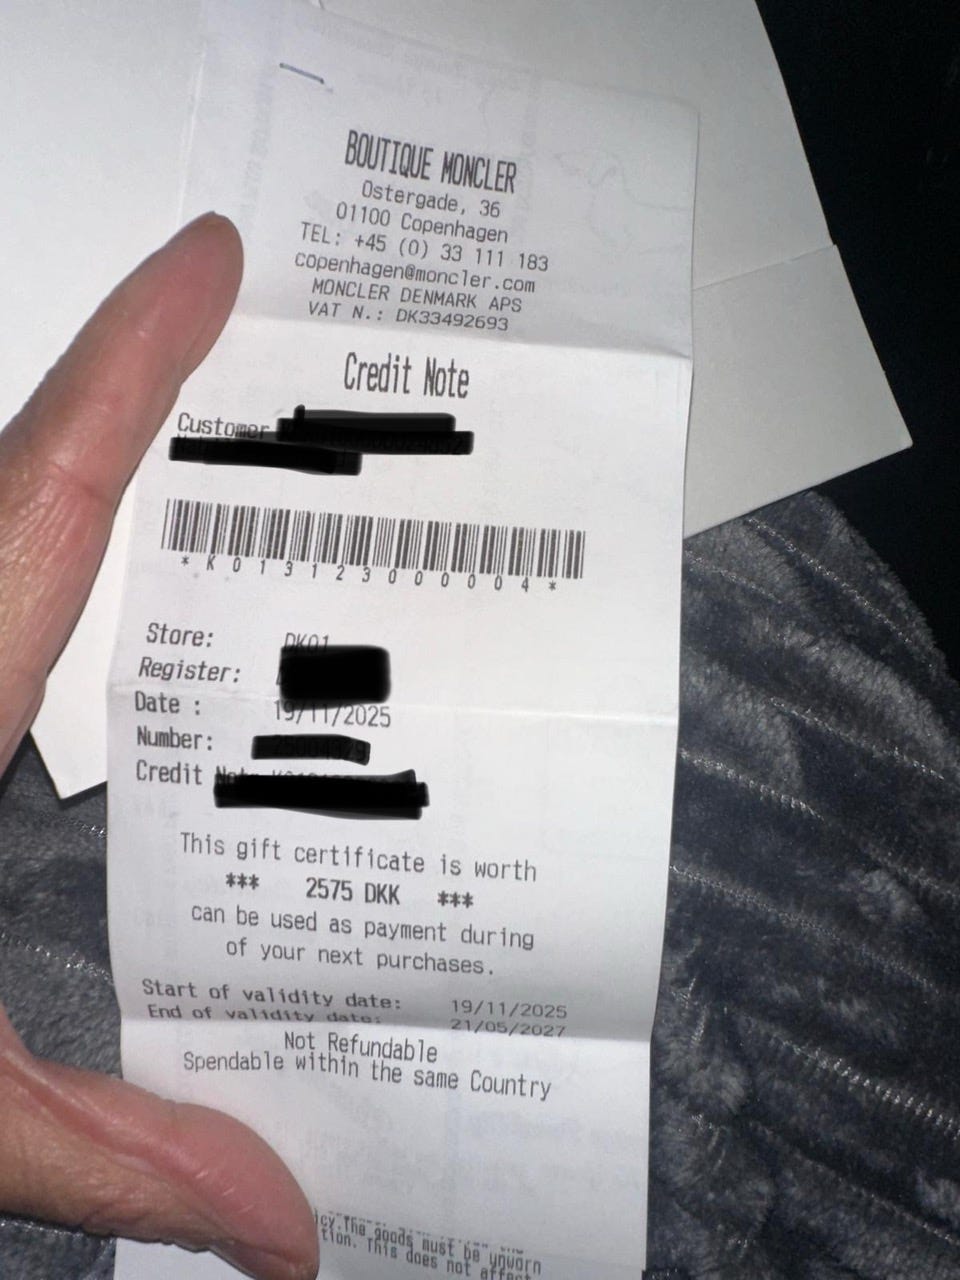 BOUTIQUE MONCLER
Ostergade, 36
01100 Copenhagen
TEL: +45 (0) 33 111 183
copenhagen@moncler.com
MONCLER DENMARK APS
VAT N.: DK33492693
Credit Note
Customer
*K013123000004*
Store: DK01
Register:
Date : 19/11/2025
Number:
Credit
This gift certificate is worth
*** 2575 DKK ***
can be used as payment during
of your next purchases.
Start of validity date: 19/11/2025
End of validity date: 21/05/2027
Not Refundable
Spendable within the same Country
The goods must be unworn
This does not affect